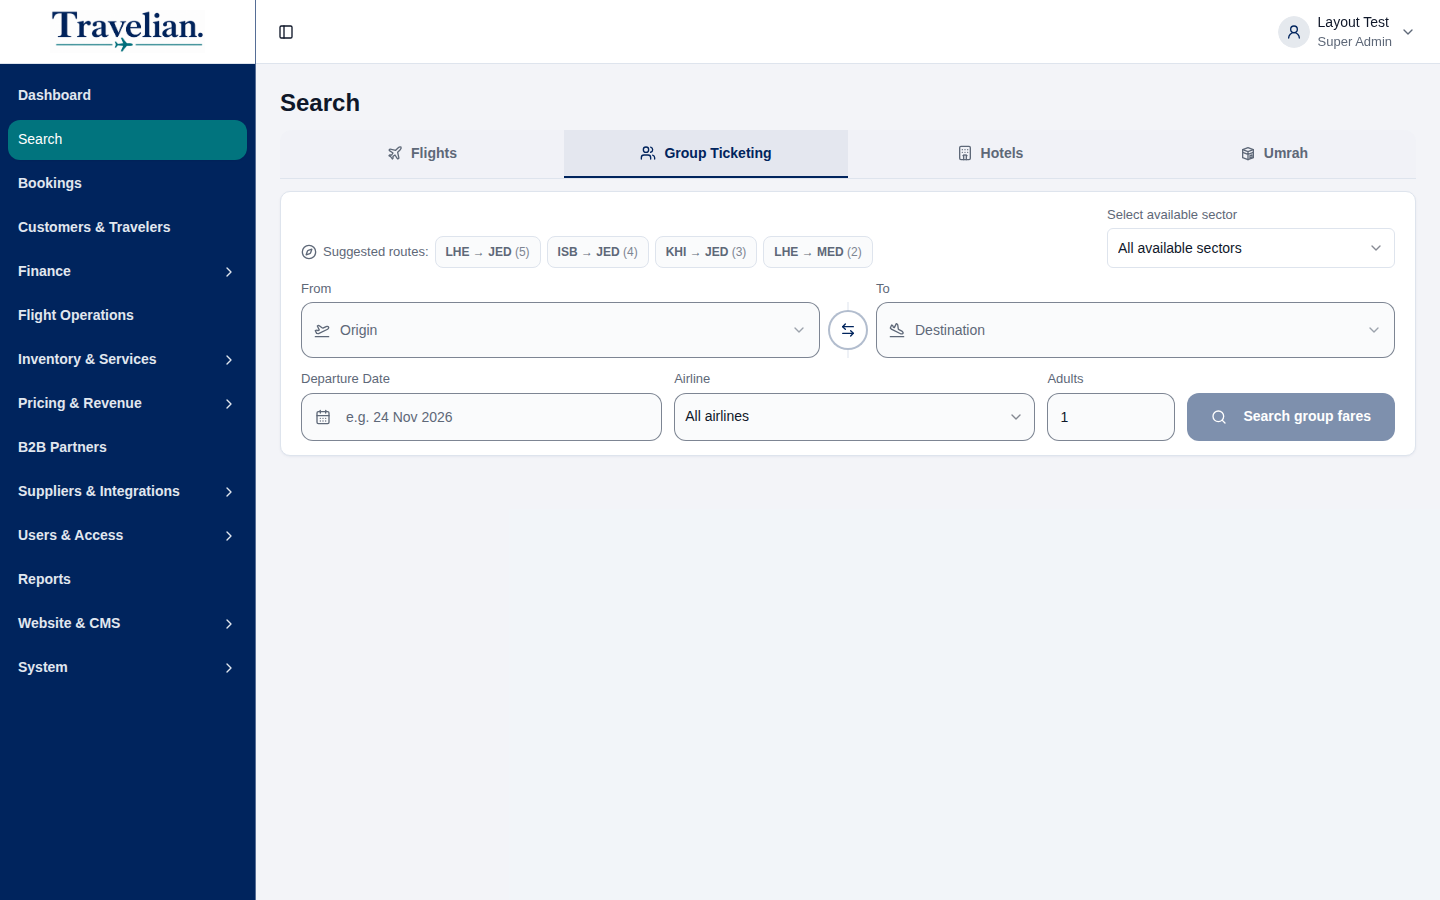 Travelian.
Layout Test
Super Admin
Dashboard
Search
Bookings
Customers & Travelers
Finance
Flight Operations
Inventory & Services
Pricing & Revenue
B2B Partners
Suppliers & Integrations
Users & Access
Reports
Website & CMS
System
Search
Flights
Group Ticketing
Hotels
Umrah
Select available sector
All available sectors
Suggested routes: LHE → JED (5) ISB → JED (4) KHI → JED (3) LHE → MED (2)
From
Origin
To
Destination
Departure Date
e.g. 24 Nov 2026
Airline
All airlines
Adults
1
Search group fares